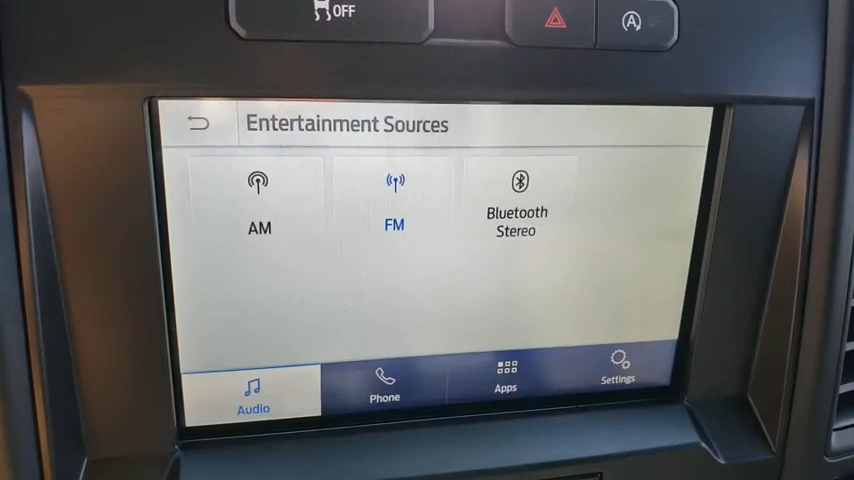 OFF
A
Entertainment Sources
AM
FM
Bluetooth
Stereo
Audio
Phone
Apps
Settings